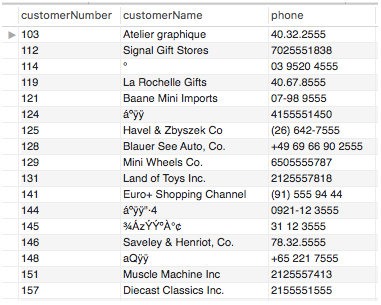 customerNumber customerName phone
103 Atelier graphique 40.32.2555
112 Signal Gift Stores 7025551838
114 ° 03 9520 4555
119 La Rochelle Gifts 40.67.8555
121 Baane Mini Imports 07-98 9555
124 áºÿÿ 4155551450
125 Havel & Zbyszek Co (26) 642-7555
128 Blauer See Auto, Co. +49 69 66 90 2555
129 Mini Wheels Co. 6505555787
131 Land of Toys Inc. 2125557818
141 Euro+ Shopping Channel (91) 555 94 44
144 áºÿÿ"·4 0921-12 3555
145 ¾ÁzÝÝºÀ°¢ 31 12 3555
146 Saveley & Henriot, Co. 78.32.5555
148 aQÿÿ +65 221 7555
151 Muscle Machine Inc 2125557413
157 Diecast Classics Inc. 2155551555